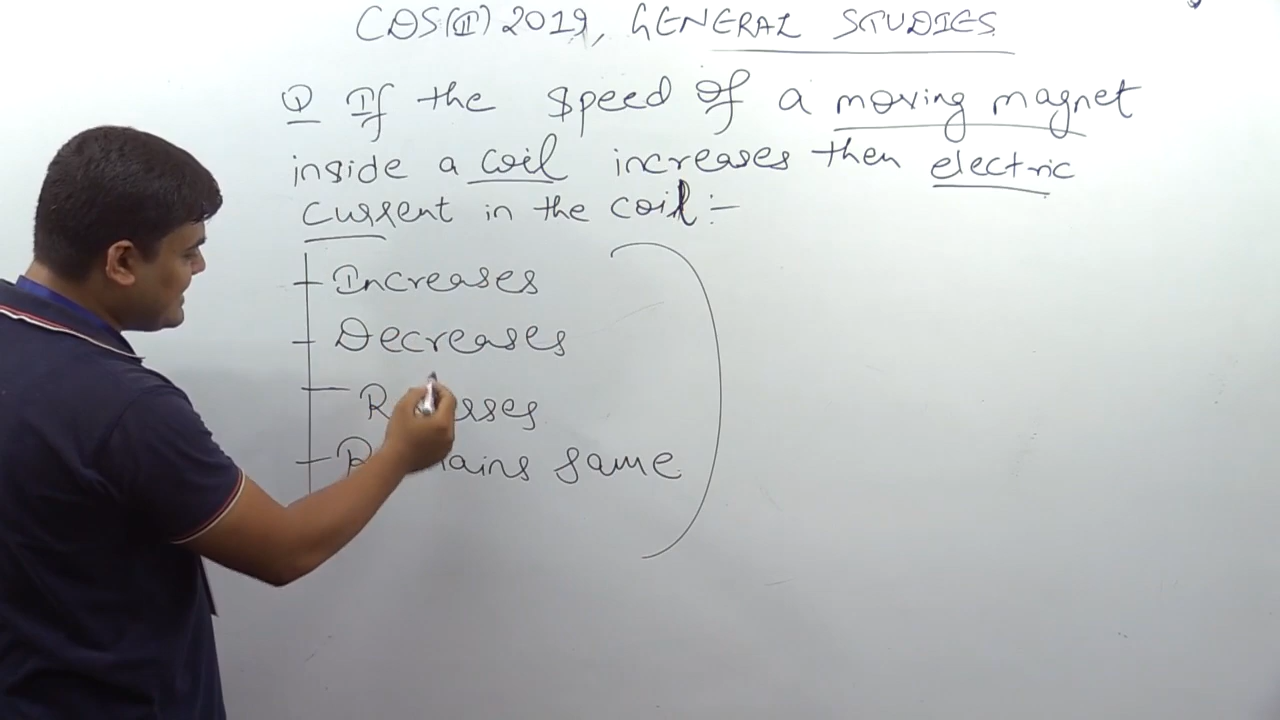 CDS(II) 2019, GENERAL STUDIES
Q If the speed of a moving magnet
inside a coil increases then electric
current in the coil :-
Increases
Decreases
same